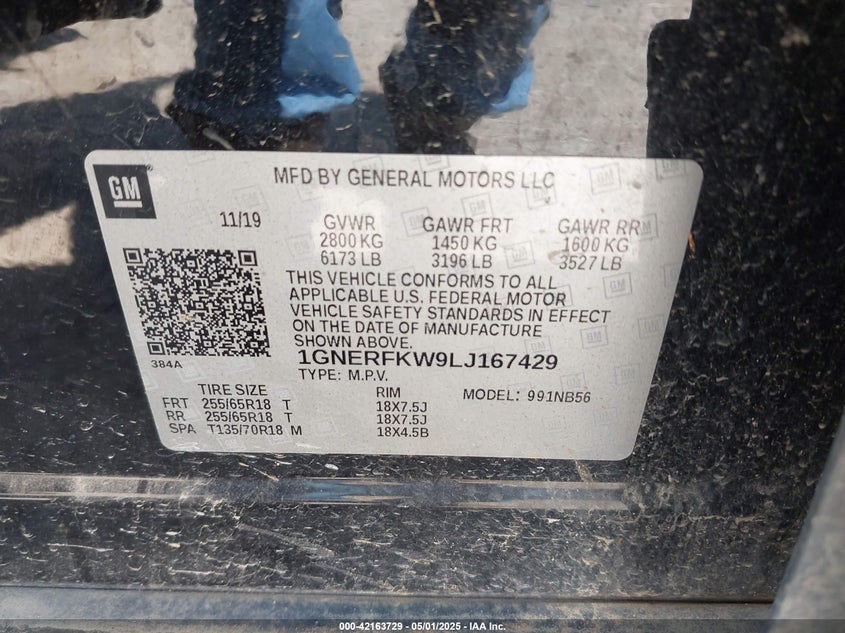 GM
MFD BY GENERAL MOTORS LLC
11/19 GVWR GAWR FRT GAWR RR
2800 KG 1450 KG 1600 KG
6173 LB 3196 LB 3527 LB
THIS VEHICLE CONFORMS TO ALL
APPLICABLE U.S. FEDERAL MOTOR
VEHICLE SAFETY STANDARDS IN EFFECT
ON THE DATE OF MANUFACTURE
SHOWN ABOVE.
384A
1GNERFKW9LJ167429
TYPE: M.P.V.
TIRE SIZE RIM MODEL: 991NB56
FRT 255/65R18 T 18X7.5J
RR 255/65R18 T 18X7.5J
SPA T135/70R18 M 18X4.5B
000-42163729 - 05/01/2025 - IAA Inc.